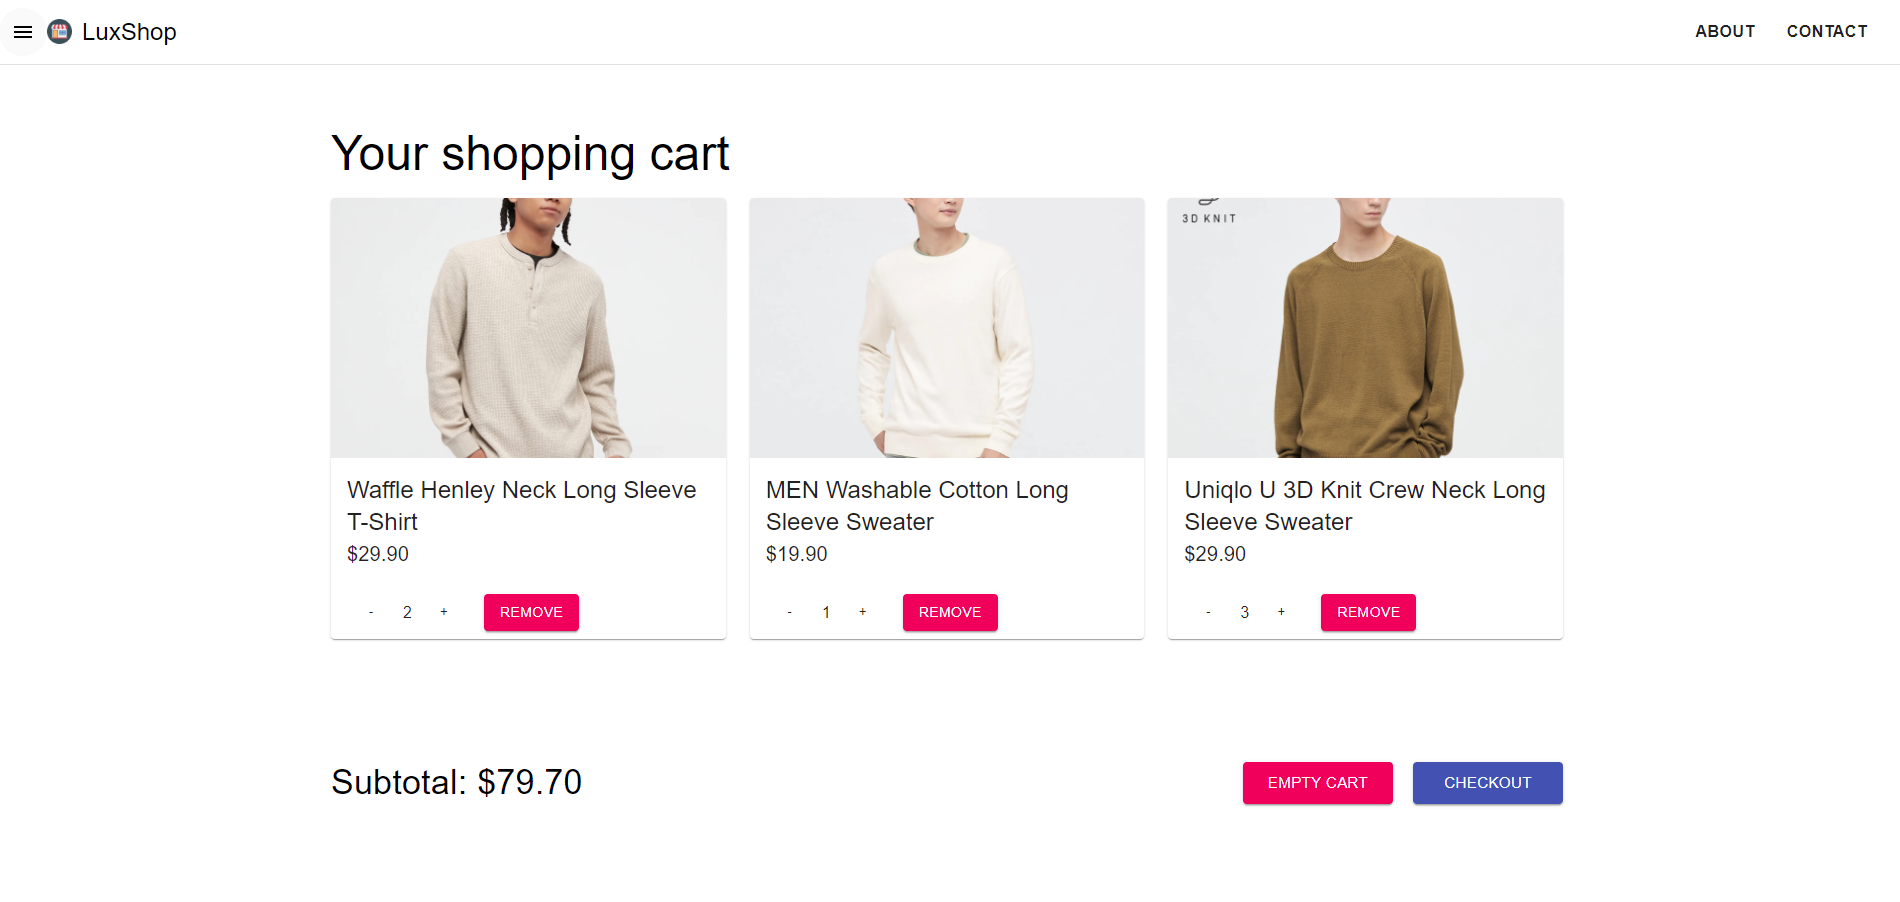 LuxShop
ABOUT
CONTACT
Your shopping cart
3D KNIT
Waffle Henley Neck Long Sleeve
T-Shirt
$29.90
- 2 + REMOVE
MEN Washable Cotton Long
Sleeve Sweater
$19.90
- 1 + REMOVE
Uniqlo U 3D Knit Crew Neck Long
Sleeve Sweater
$29.90
- 3 + REMOVE
Subtotal: $79.70
EMPTY CART
CHECKOUT